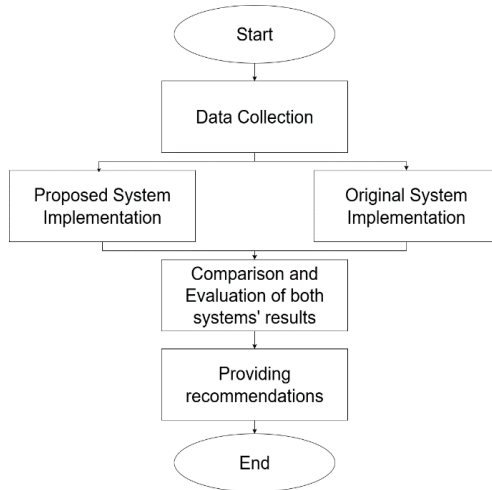 Start
Data Collection
Proposed System
Implementation
Original System
Implementation
Comparison and
Evaluation of both
systems' results
Providing
recommendations
End